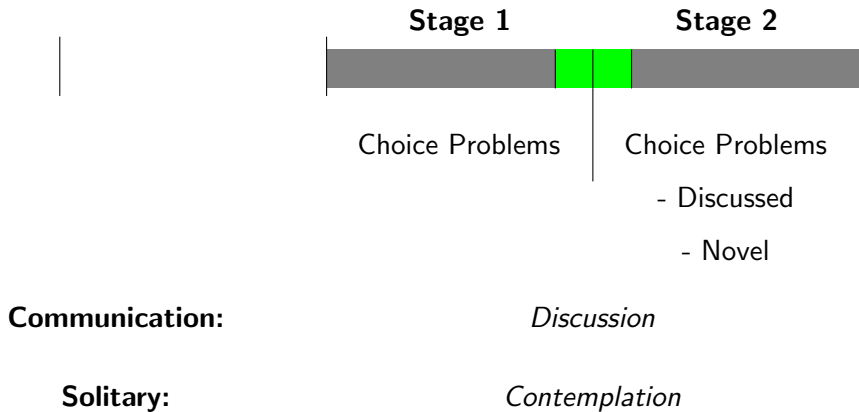 Stage 1 Stage 2
Choice Problems Choice Problems
- Discussed
- Novel
Communication: Discussion
Solitary: Contemplation